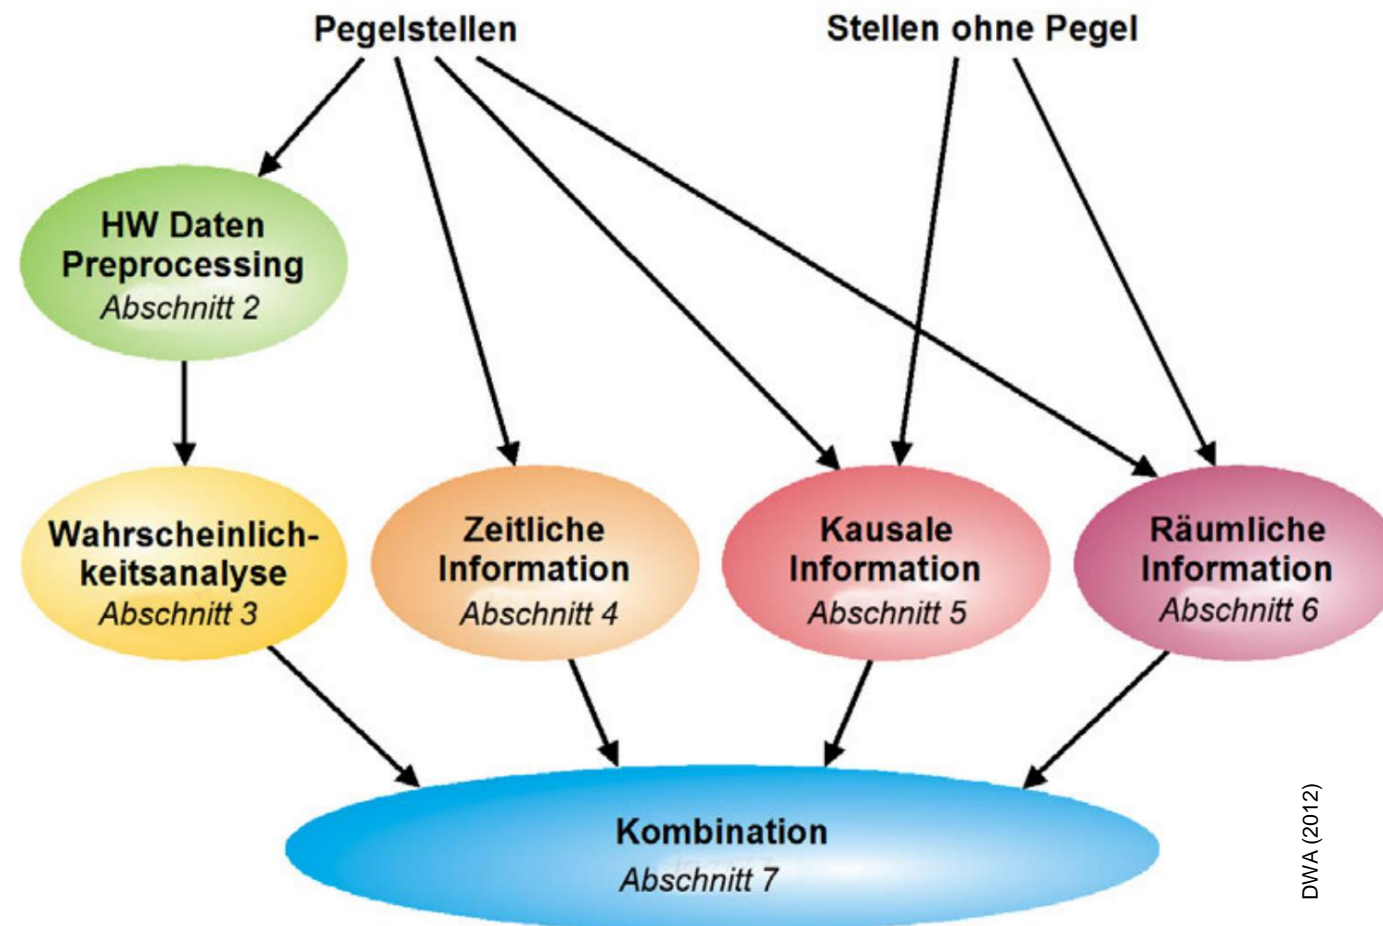 Pegelstellen
Stellen ohne Pegel
HW Daten
Preprocessing
Abschnitt 2
Wahrscheinlich-
keitsanalyse
Abschnitt 3
Zeitliche
Information
Abschnitt 4
Kausale
Information
Abschnitt 5
Räumliche
Information
Abschnitt 6
Kombination
Abschnitt 7
DWA (2012)